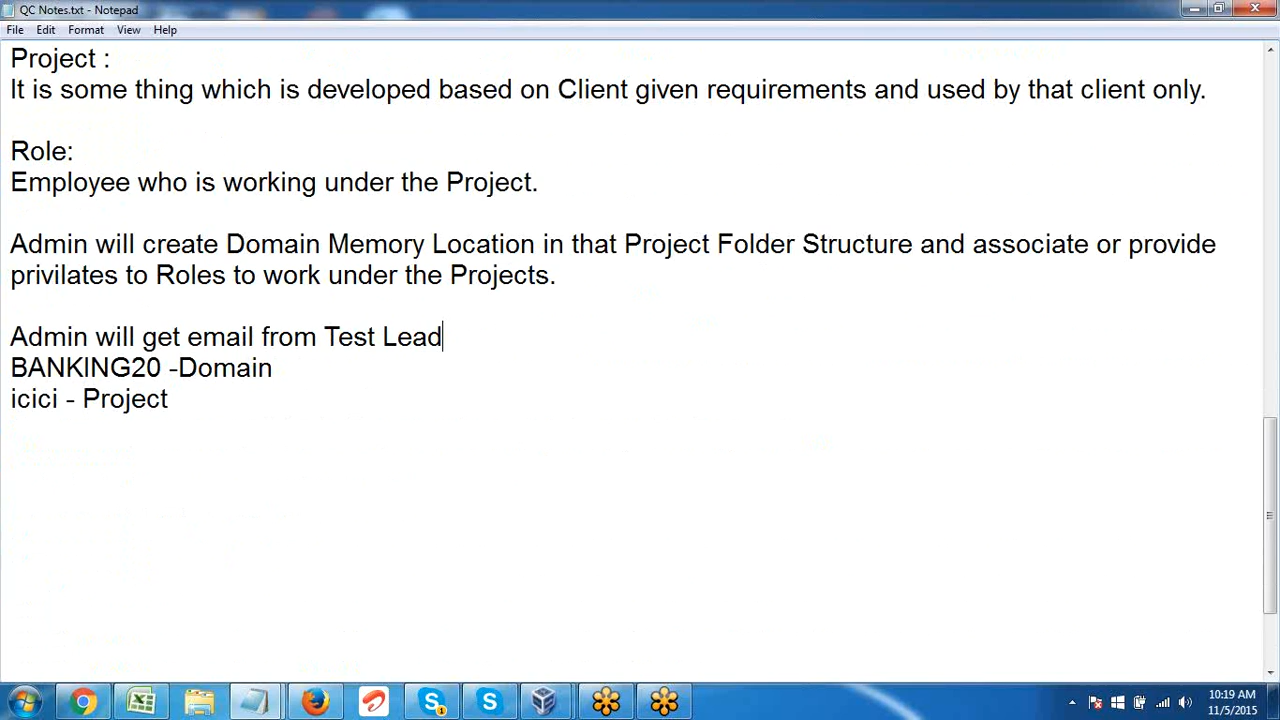 QC Notes.txt - Notepad
File Edit Format View Help
Project :
It is some thing which is developed based on Client given requirements and used by that client only.
Role:
Employee who is working under the Project.
Admin will create Domain Memory Location in that Project Folder Structure and associate or provide
privilates to Roles to work under the Projects.
Admin will get email from Test Lead
BANKING20 -Domain
icici - Project
10:19 AM
11/5/2015